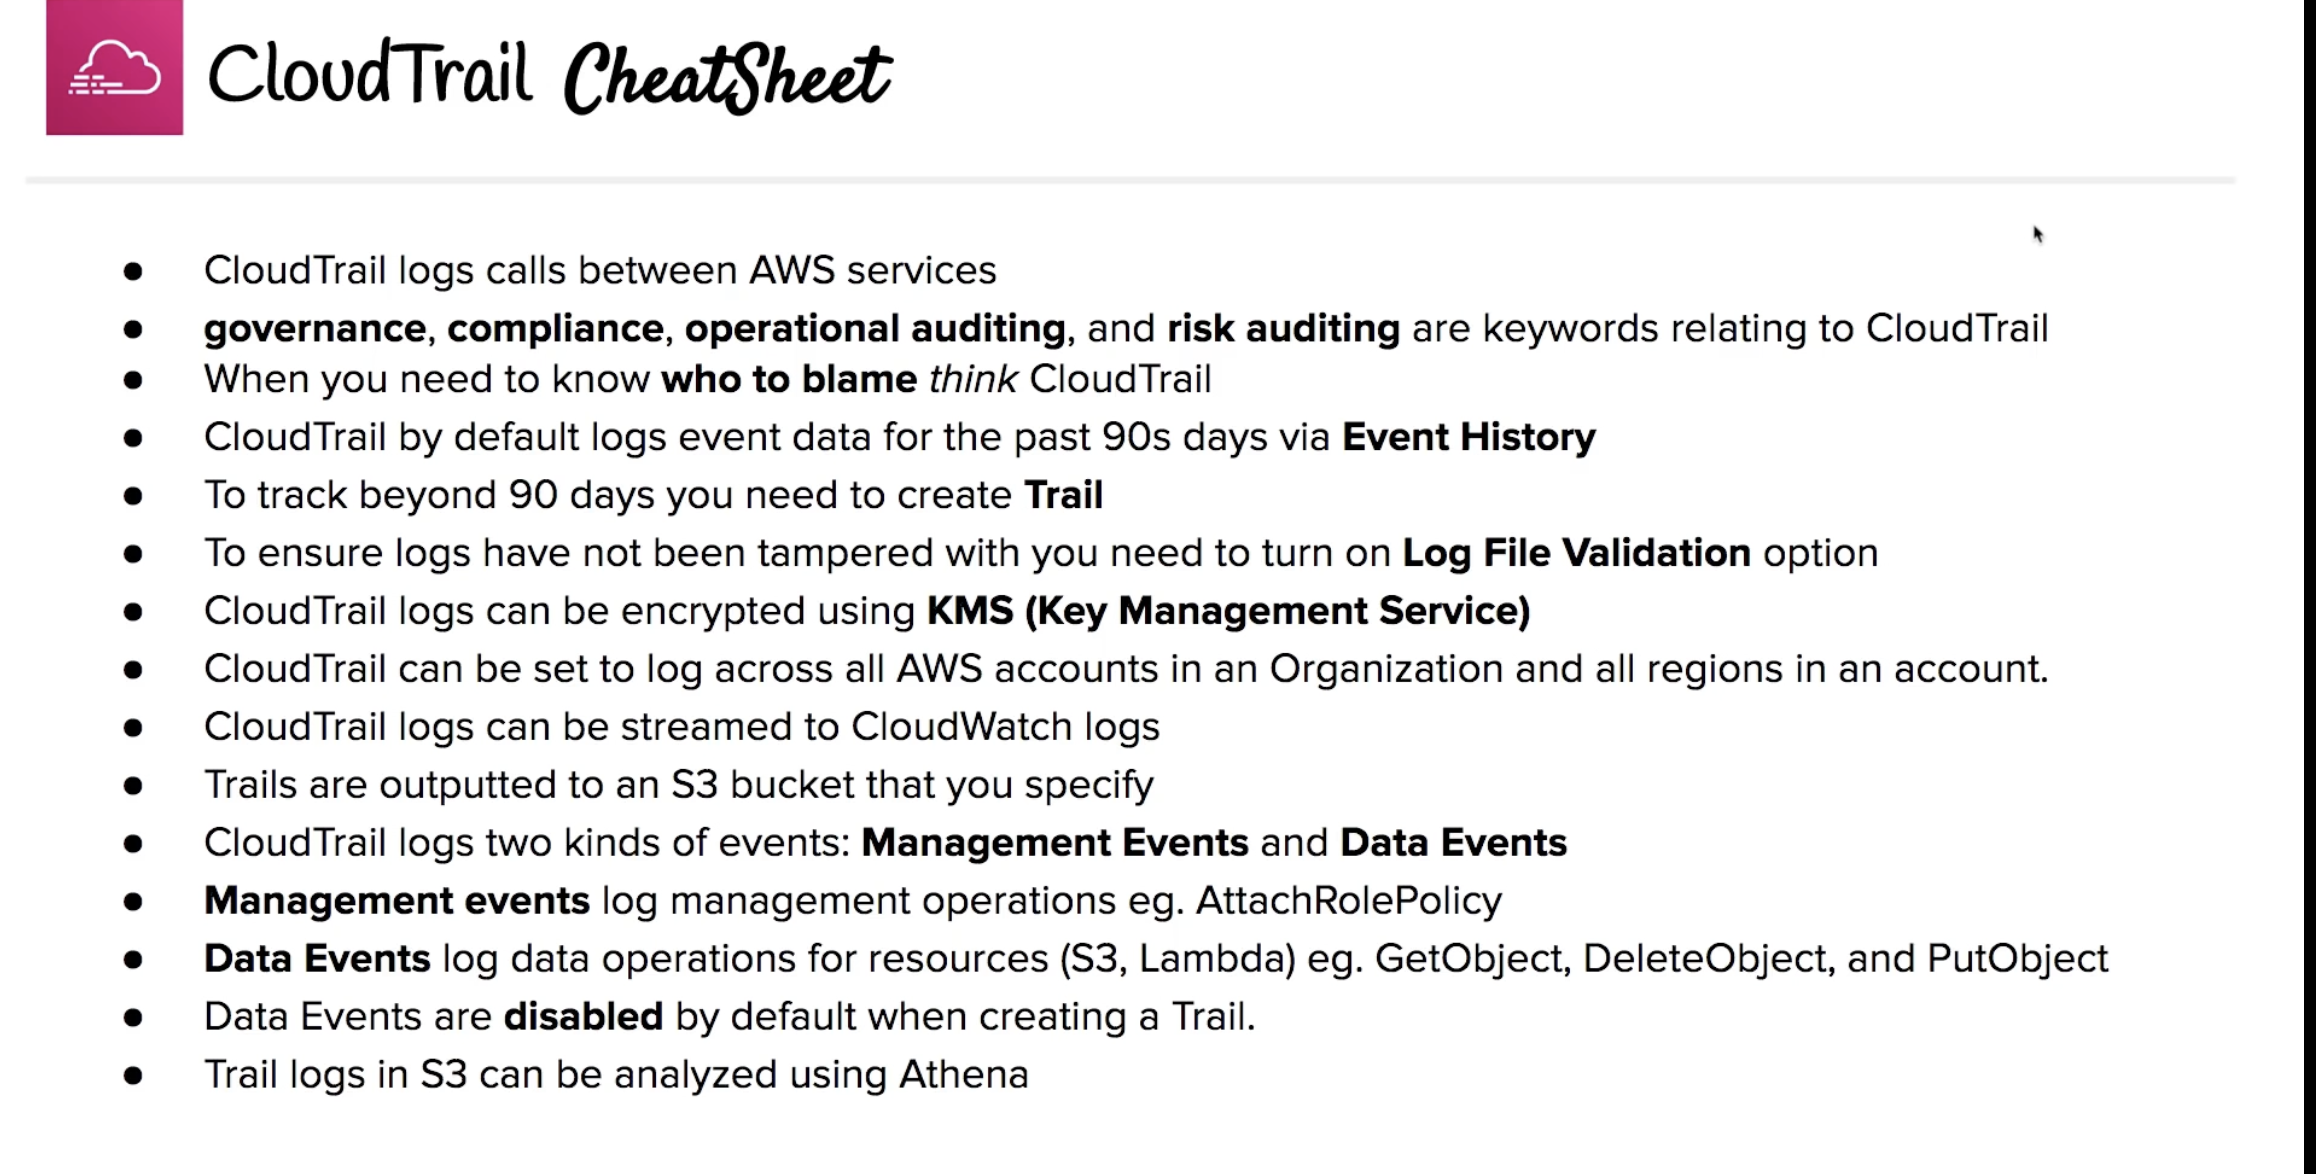 CloudTrail CheatSheet
● CloudTrail logs calls between AWS services
● governance, compliance, operational auditing, and risk auditing are keywords relating to CloudTrail
● When you need to know who to blame think CloudTrail
● CloudTrail by default logs event data for the past 90s days via Event History
● To track beyond 90 days you need to create Trail
● To ensure logs have not been tampered with you need to turn on Log File Validation option
● CloudTrail logs can be encrypted using KMS (Key Management Service)
● CloudTrail can be set to log across all AWS accounts in an Organization and all regions in an account.
● CloudTrail logs can be streamed to CloudWatch logs
● Trails are outputted to an S3 bucket that you specify
● CloudTrail logs two kinds of events: Management Events and Data Events
● Management events log management operations eg. AttachRolePolicy
● Data Events log data operations for resources (S3, Lambda) eg. GetObject, DeleteObject, and PutObject
● Data Events are disabled by default when creating a Trail.
● Trail logs in S3 can be analyzed using Athena